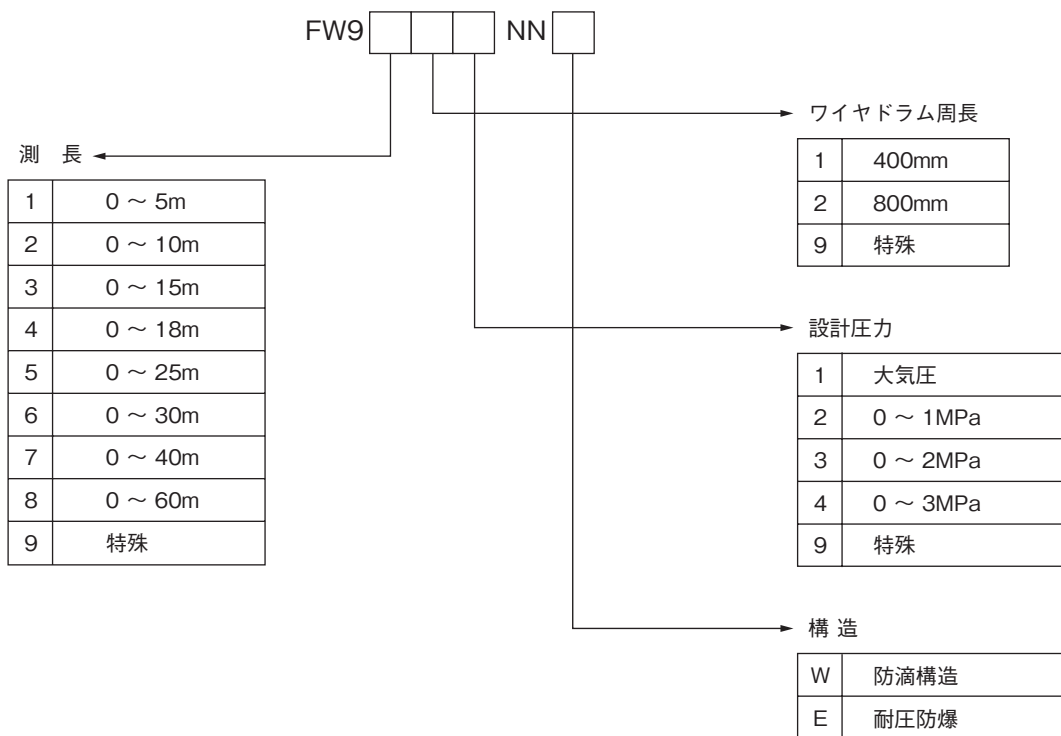 FW9 NN
測 長
1 0 ～ 5m
2 0 ～ 10m
3 0 ～ 15m
4 0 ～ 18m
5 0 ～ 25m
6 0 ～ 30m
7 0 ～ 40m
8 0 ～ 60m
9 特殊
ワイヤドラム周長
1 400mm
2 800mm
9 特殊
設計圧力
1 大気圧
2 0 ～ 1MPa
3 0 ～ 2MPa
4 0 ～ 3MPa
9 特殊
構 造
W 防滴構造
E 耐圧防爆